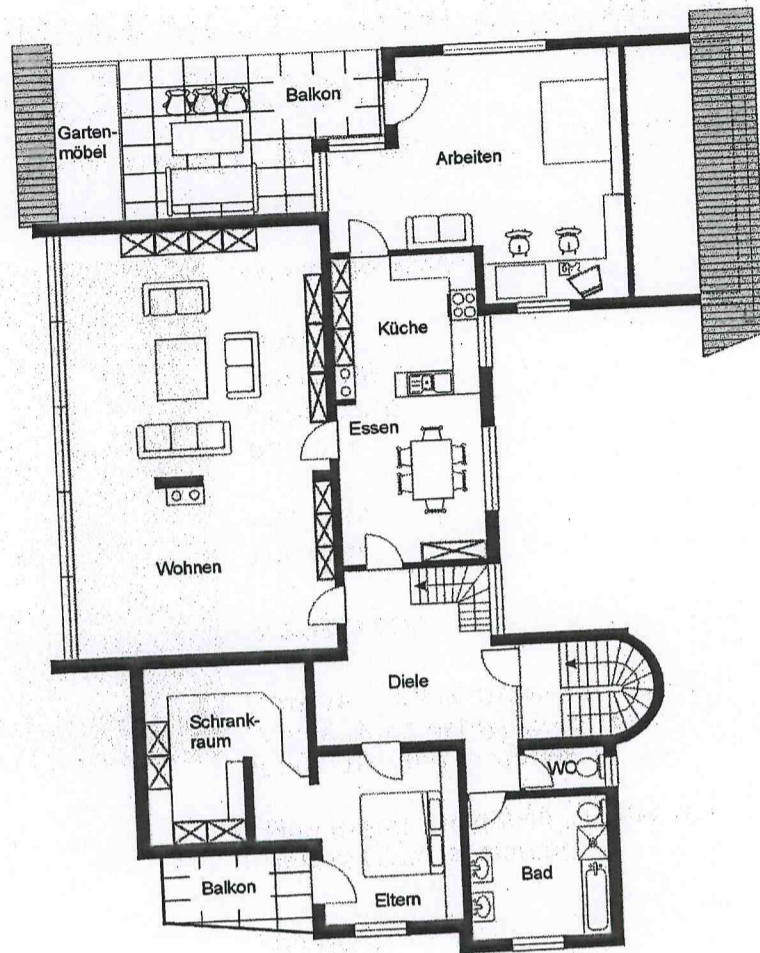 Balkon
Garten-
möbel
Arbeiten
Küche
Essen
Wohnen
Diele
Schrank-
raum
WC
Bad
Eltern
Balkon